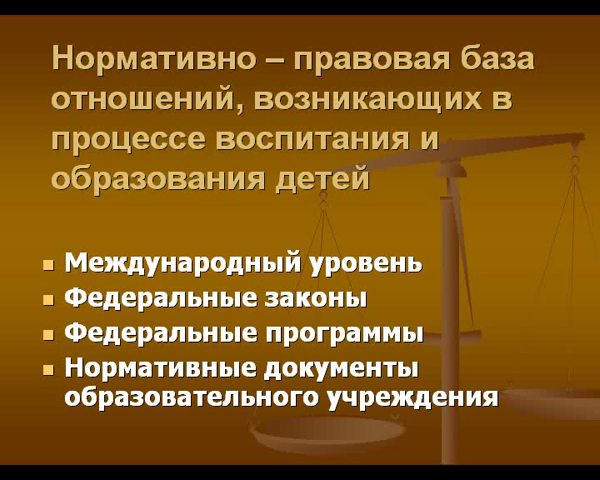 Нормативно – правовая база
отношений, возникающих в
процессе воспитания и
образования детей
Международный уровень
Федеральные законы
Федеральные программы
Нормативные документы
образовательного учреждения